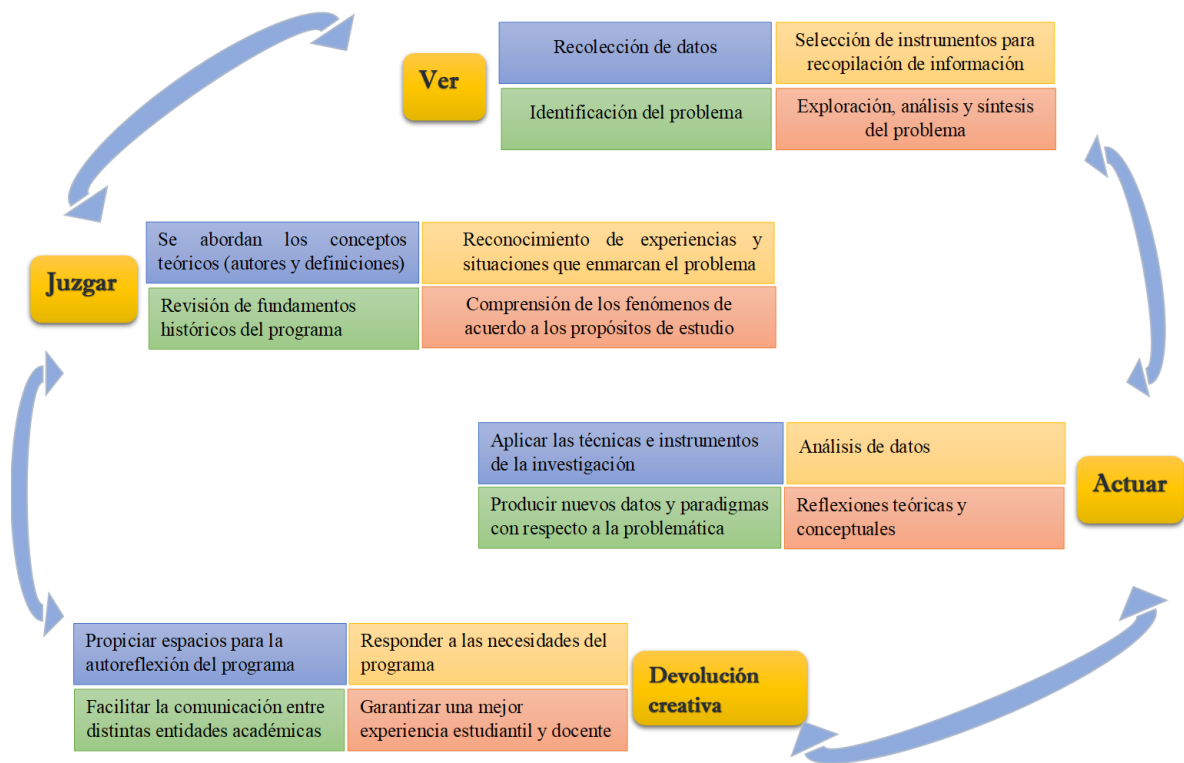 Ver
Recolección de datos
Selección de instrumentos para
recopilación de información
Identificación del problema
Exploración, análisis y síntesis
del problema
Juzgar
Se abordan los conceptos
teóricos (autores y definiciones)
Reconocimiento de experiencias y
situaciones que enmarcan el problema
Revisión de fundamentos
históricos del programa
Comprensión de los fenómenos de
acuerdo a los propósitos de estudio
Aplicar las técnicas e instrumentos
de la investigación
Análisis de datos
Producir nuevos datos y paradigmas
con respecto a la problemática
Reflexiones teóricas y
conceptuales
Actuar
Propiciar espacios para la
autoreflexión del programa
Responder a las necesidades del
programa
Facilitar la comunicación entre
distintas entidades académicas
Garantizar una mejor
experiencia estudiantil y docente
Devolución
creativa